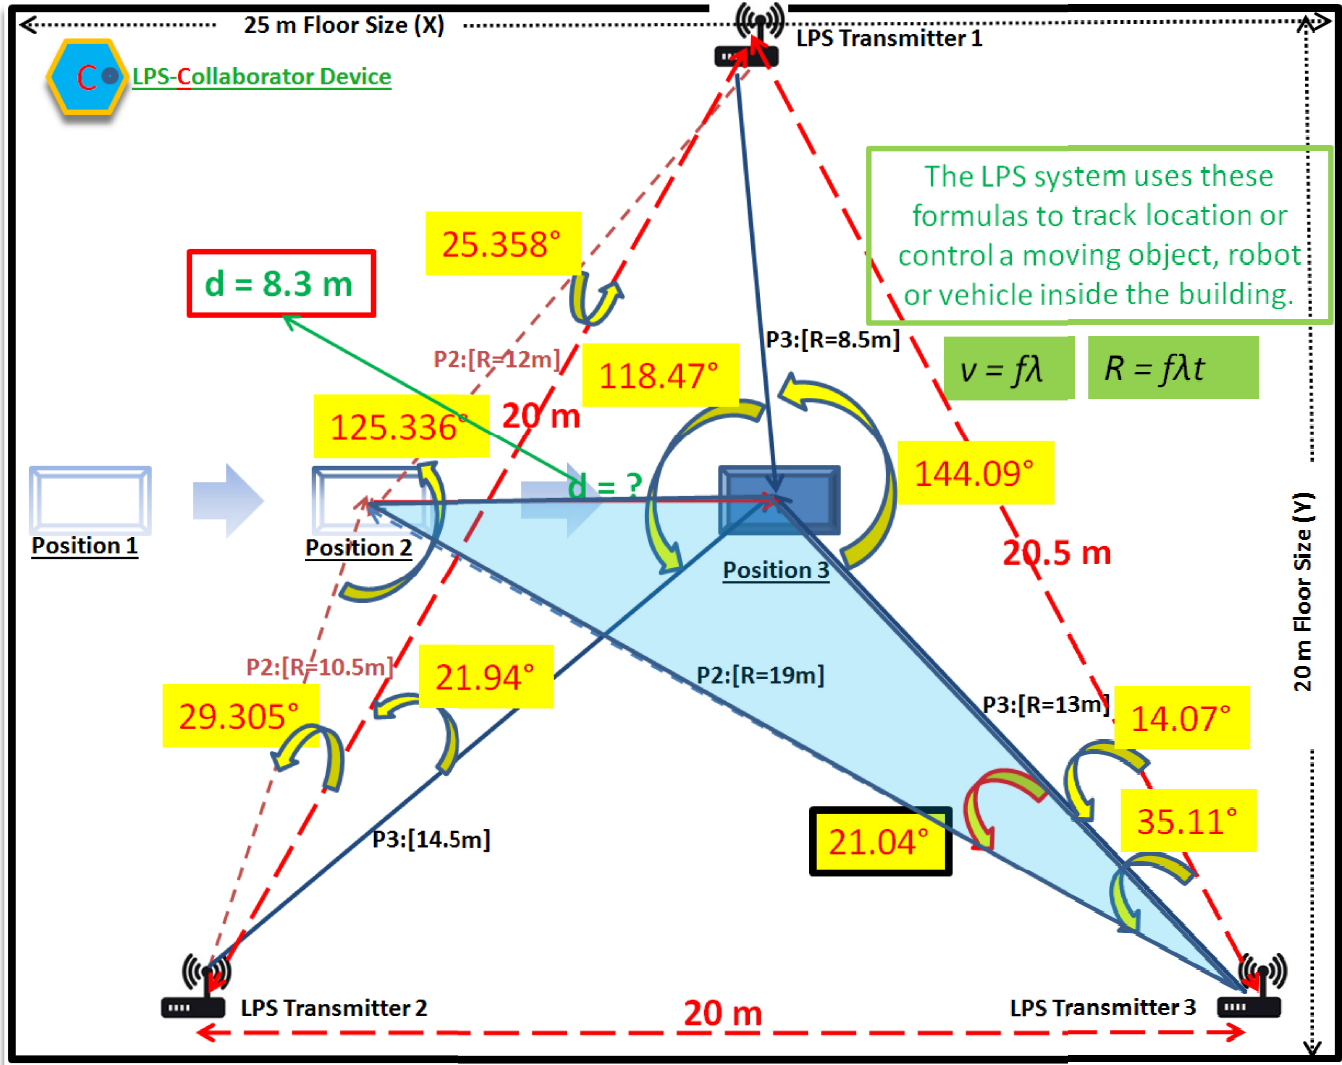 25 m Floor Size (X)
LPS Transmitter 1
C
LPS-Collaborator Device
The LPS system uses these
formulas to track location or
control a moving object, robot
or vehicle inside the building.
25.358°
d = 8.3 m
P3:[R=8.5m]
P2:[R=12m]
v = fλ
R = fλt
118.47°
20 m
125.336°
144.09°
d = ?
Position 1
Position 2
Position 3
20.5 m
20 m Floor Size (Y)
P2:[R=10.5m]
21.94°
P2:[R=19m]
P3:[R=13m]
29.305°
14.07°
35.11°
21.04°
P3:[14.5m]
LPS Transmitter 2
LPS Transmitter 3
20 m